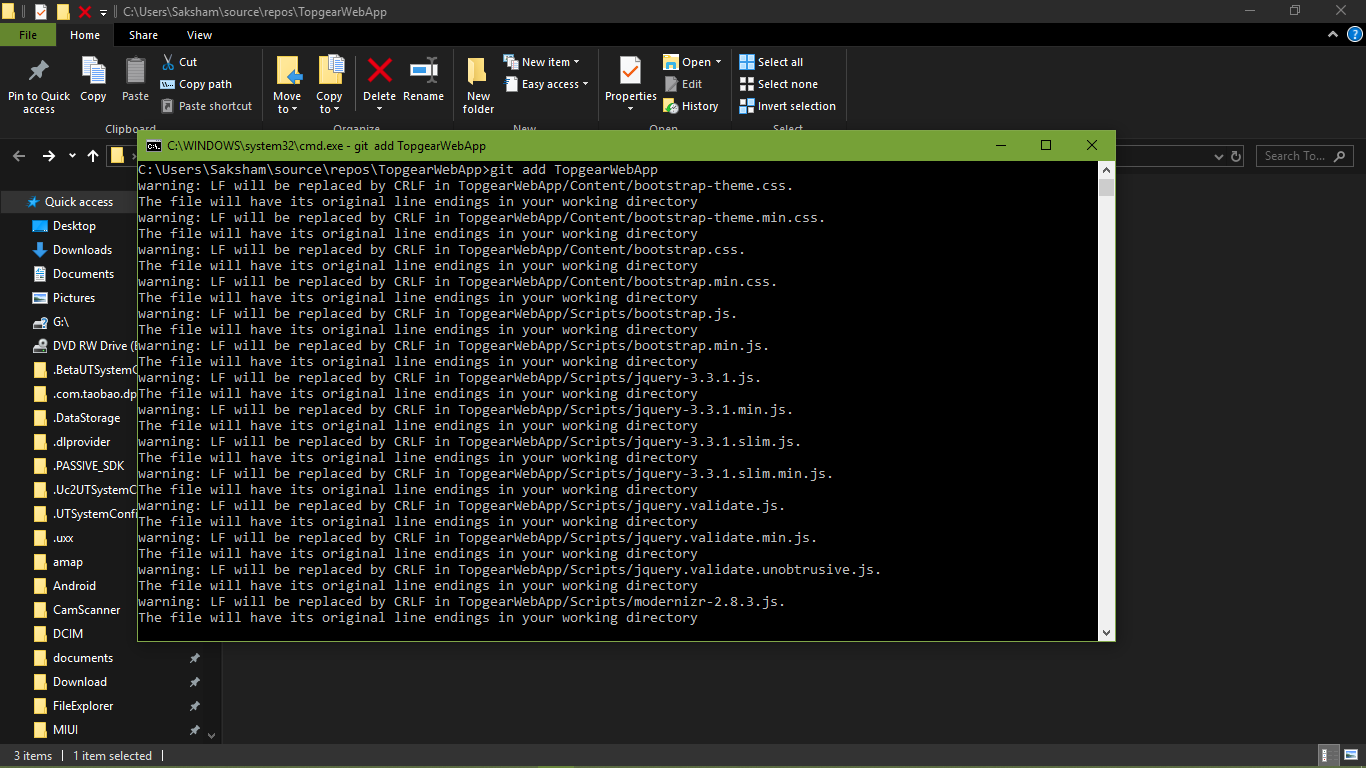 C:\Users\Saksham\source\repos\TopgearWebApp
File Home Share View
Pin to Quick access
Copy
Paste
Cut
Copy path
Paste shortcut
Clipboard
Move to
Copy to
Delete
Rename
Organize
New folder
New item
Easy access
New
Properties
Open
Edit
History
Open
Select all
Select none
Invert selection
Select
Search To...
C:\WINDOWS\system32\cmd.exe - git  add TopgearWebApp
C:\Users\Saksham\source\repos\TopgearWebApp>git add TopgearWebApp
warning: LF will be replaced by CRLF in TopgearWebApp/Content/bootstrap-theme.css.
The file will have its original line endings in your working directory
warning: LF will be replaced by CRLF in TopgearWebApp/Content/bootstrap-theme.min.css.
The file will have its original line endings in your working directory
warning: LF will be replaced by CRLF in TopgearWebApp/Content/bootstrap.css.
The file will have its original line endings in your working directory
warning: LF will be replaced by CRLF in TopgearWebApp/Content/bootstrap.min.css.
The file will have its original line endings in your working directory
warning: LF will be replaced by CRLF in TopgearWebApp/Scripts/bootstrap.js.
The file will have its original line endings in your working directory
warning: LF will be replaced by CRLF in TopgearWebApp/Scripts/bootstrap.min.js.
The file will have its original line endings in your working directory
warning: LF will be replaced by CRLF in TopgearWebApp/Scripts/jquery-3.3.1.js.
The file will have its original line endings in your working directory
warning: LF will be replaced by CRLF in TopgearWebApp/Scripts/jquery-3.3.1.min.js.
The file will have its original line endings in your working directory
warning: LF will be replaced by CRLF in TopgearWebApp/Scripts/jquery-3.3.1.slim.js.
The file will have its original line endings in your working directory
warning: LF will be replaced by CRLF in TopgearWebApp/Scripts/jquery-3.3.1.slim.min.js.
The file will have its original line endings in your working directory
warning: LF will be replaced by CRLF in TopgearWebApp/Scripts/jquery.validate.js.
The file will have its original line endings in your working directory
warning: LF will be replaced by CRLF in TopgearWebApp/Scripts/jquery.validate.min.js.
The file will have its original line endings in your working directory
warning: LF will be replaced by CRLF in TopgearWebApp/Scripts/jquery.validate.unobtrusive.js.
The file will have its original line endings in your working directory
warning: LF will be replaced by CRLF in TopgearWebApp/Scripts/modernizr-2.8.3.js.
The file will have its original line endings in your working directory
Quick access
Desktop
Downloads
Documents
Pictures
G:\
DVD RW Drive (
.BetaUTSystemC
.com.taobao.dp
.DataStorage
.dlprovider
.PASSIVE_SDK
.Uc2UTSystemC
.UTSystemConfi
.uxx
amap
Android
CamScanner
DCIM
documents
Download
FileExplorer
MIUI
3 items
1 item selected